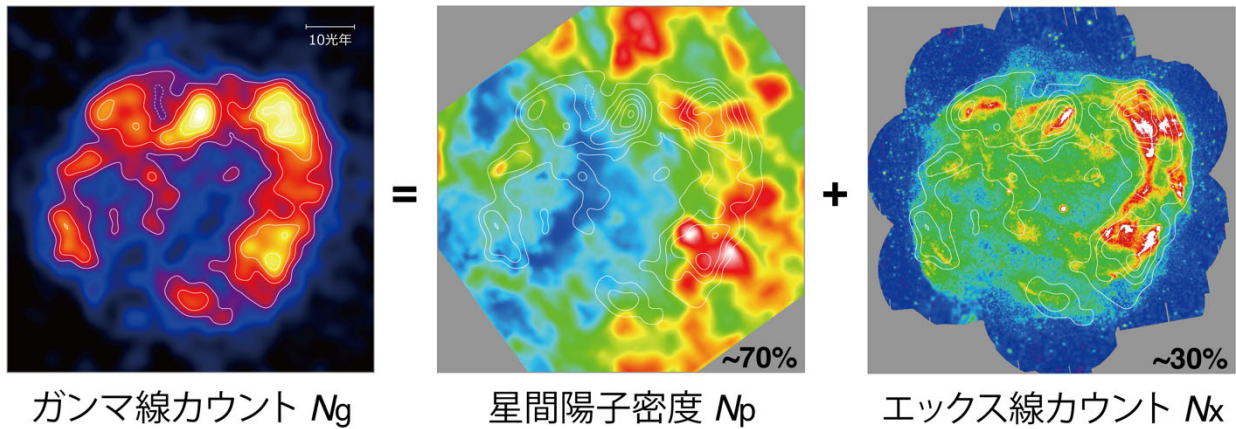 10光年
=
+
~70%
~30%
ガンマ線カウント Ng
星間陽子密度 Np
エックス線カウント Nx